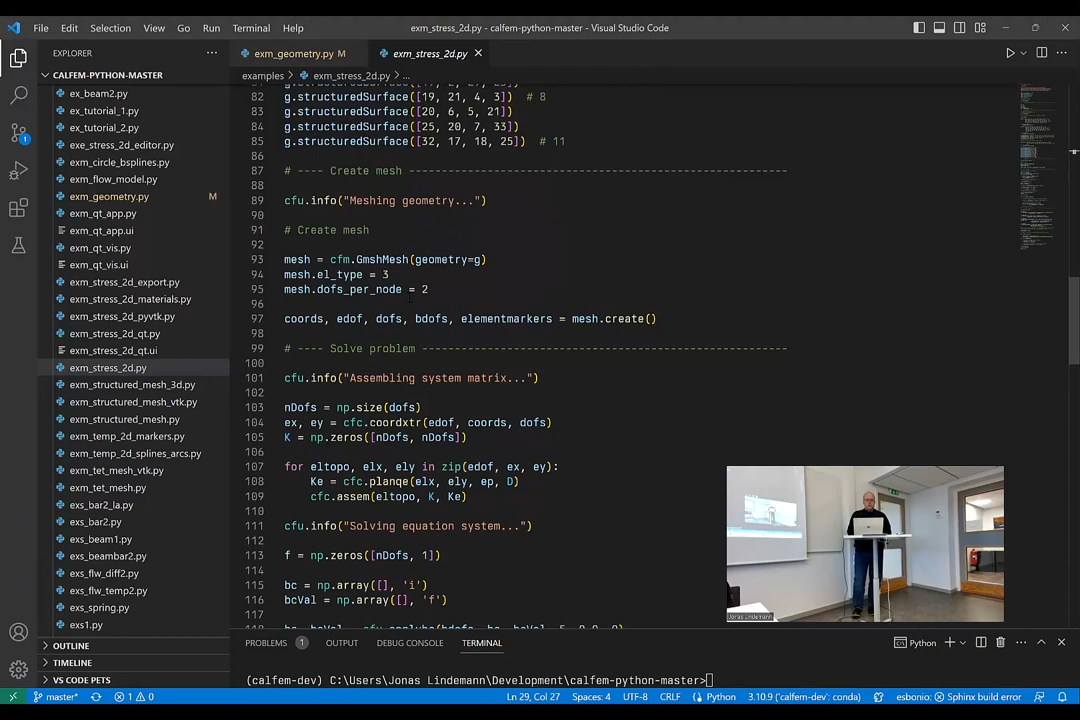 File Edit Selection View Go Run Terminal Help
exm_stress_2d.py - calfem-python-master - Visual Studio Code
EXPLORER
CALFEM-PYTHON-MASTER
ex_beam2.py
ex_tutorial_1.py
ex_tutorial_2.py
exe_stress_2d_editor.py
exm_circle_bsplines.py
exm_flow_model.py
exm_geometry.py M
exm_qt_app.py
exm_qt_app.ui
exm_qt_vis.py
exm_qt_vis.ui
exm_stress_2d_export.py
exm_stress_2d_materials.py
exm_stress_2d_pyvtk.py
exm_stress_2d_qt.py
exm_stress_2d_qt.ui
exm_stress_2d.py
exm_structured_mesh_3d.py
exm_structured_mesh_vtk.py
exm_structured_mesh.py
exm_temp_2d_markers.py
exm_temp_2d_splines_arcs.py
exm_tet_mesh_vtk.py
exm_tet_mesh.py
exs_bar2_la.py
exs_bar2.py
exs_beam1.py
exs_beambar2.py
exs_flw_diff2.py
exs_flw_temp2.py
exs_spring.py
exs1.py
OUTLINE
TIMELINE
VS CODE PETS
exm_geometry.py M
exm_stress_2d.py
examples > exm_stress_2d.py > ...
82 g.structuredSurface([19, 21, 4, 3]) # 8
83 g.structuredSurface([20, 6, 5, 21])
84 g.structuredSurface([25, 20, 7, 33])
85 g.structuredSurface([32, 17, 18, 25]) # 11
86
87 # ---- Create mesh ----------------------------------------------------------
88
89 cfu.info("Meshing geometry...")
90
91 # Create mesh
92
93 mesh = cfm.GmshMesh(geometry=g)
94 mesh.el_type = 3
95 mesh.dofs_per_node = 2
96
97 coords, edof, dofs, bdofs, elementmarkers = mesh.create()
98
99 # ---- Solve problem --------------------------------------------------------
100
101 cfu.info("Assembling system matrix...")
102
103 nDofs = np.size(dofs)
104 ex, ey = cfc.coordxtr(edof, coords, dofs)
105 K = np.zeros([nDofs, nDofs])
106
107 for eltopo, elx, ely in zip(edof, ex, ey):
108 Ke = cfc.planqe(elx, ely, ep, D)
109 cfc.assem(eltopo, K, Ke)
110
111 cfu.info("Solving equation system...")
112
113 f = np.zeros([nDofs, 1])
114
115 bc = np.array([], 'i')
116 bcVal = np.array([], 'f')
117
Jonas Lindemann
PROBLEMS 1 OUTPUT DEBUG CONSOLE TERMINAL
Python
(calfem-dev) C:\Users\Jonas Lindemann\Development\calfem-python-master>
1
master* 1 0
Ln 29, Col 27 Spaces: 4 UTF-8 CRLF Python 3.10.9 ('calfem-dev': conda) esbonio: Sphinx build error